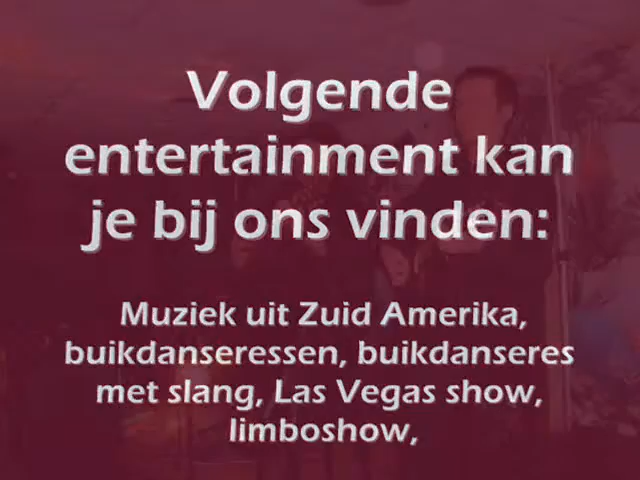 Volgende
entertainment kan
je bij ons vinden:
Muziek uit Zuid Amerika,
buikdanseressen, buikdanseres
met slang, Las Vegas show,
limboshow,